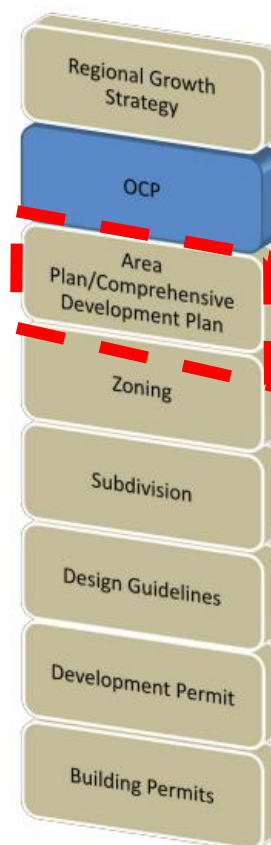 Regional Growth
Strategy
OCP
Area
Plan/Comprehensive
Development Plan
Zoning
Subdivision
Design Guidelines
Development Permit
Building Permits